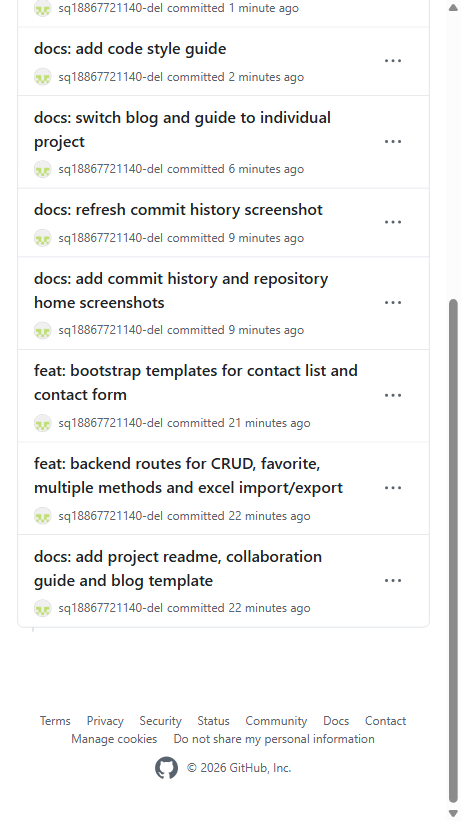 sq18867721140-del committed 1 minute ago
docs: add code style guide
sq18867721140-del committed 2 minutes ago
docs: switch blog and guide to individual
project
sq18867721140-del committed 6 minutes ago
docs: refresh commit history screenshot
sq18867721140-del committed 9 minutes ago
docs: add commit history and repository
home screenshots
sq18867721140-del committed 9 minutes ago
feat: bootstrap templates for contact list and
contact form
sq18867721140-del committed 21 minutes ago
feat: backend routes for CRUD, favorite,
multiple methods and excel import/export
sq18867721140-del committed 22 minutes ago
docs: add project readme, collaboration
guide and blog template
sq18867721140-del committed 22 minutes ago
Terms Privacy Security Status Community Docs Contact
Manage cookies Do not share my personal information
© 2026 GitHub, Inc.